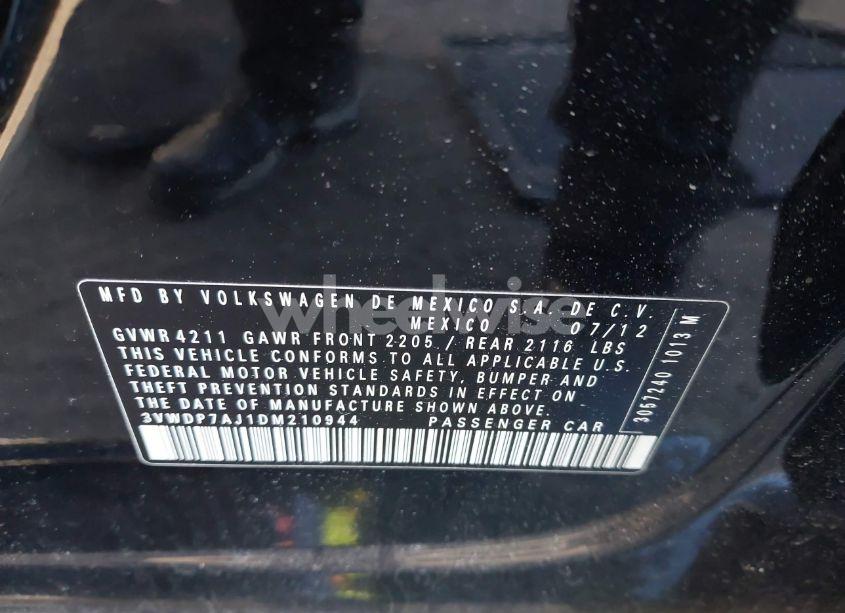 MFD BY VOLKSWAGEN DE MEXICO S.A. DE C.V.
MEXICO 07/12
GVWR 4211 GAWR FRONT 2205 / REAR 2116 LBS
THIS VEHICLE CONFORMS TO ALL APPLICABLE U.S.
FEDERAL MOTOR VEHICLE SAFETY, BUMPER AND
THEFT PREVENTION STANDARDS IN EFFECT ON
THE DATE OF MANUFACTURE SHOWN ABOVE.
3VWDP7AJ1DM210944 PASSENGER CAR
3057240 1013 M
wheelwise